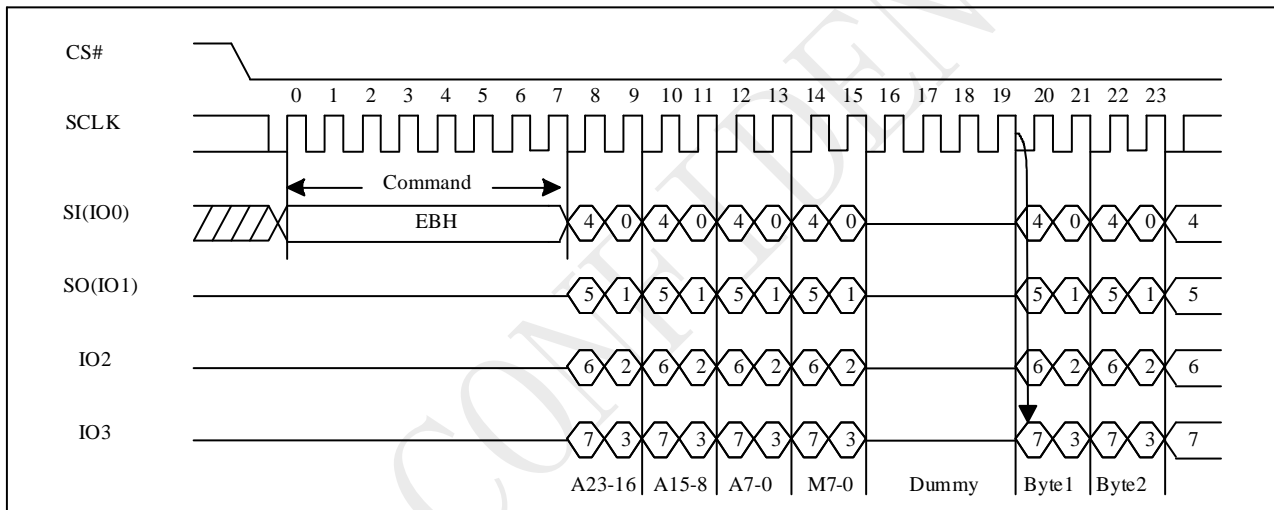 CS#
0 1 2 3 4 5 6 7 8 9 10 11 12 13 14 15 16 17 18 19 20 21 22 23
SCLK
Command
SI(IO0) EBH 4 0 4 0 4 0 4 0 4 0 4 0 4
SO(IO1) 5 1 5 1 5 1 5 1 5 1 5 1 5
IO2 6 2 6 2 6 2 6 2 6 2 6 2 6
IO3 7 3 7 3 7 3 7 3 7 3 7 3 7
A23-16 A15-8 A7-0 M7-0 Dummy Byte1 Byte2
CONFIDEN